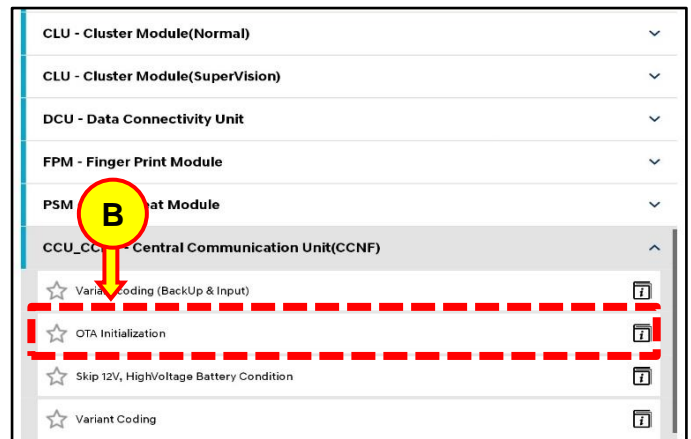 CLU - Cluster Module(Normal)
CLU - Cluster Module(SuperVision)
DCU - Data Connectivity Unit
FPM - Finger Print Module
PSM eat Module
B
CCU_CC - Central Communication Unit(CCNF)
Variant Coding (BackUp & Input)
OTA Initialization
Skip 12V, HighVoltage Battery Condition
Variant Coding